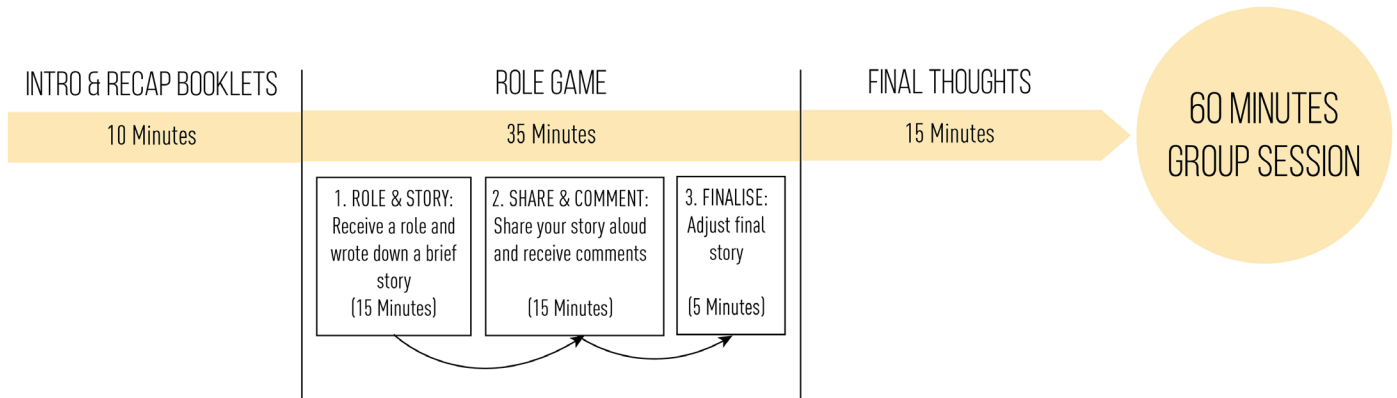 INTRO & RECAP BOOKLETS
10 Minutes
ROLE GAME
35 Minutes
1. ROLE & STORY:
Receive a role and
wrote down a brief
story
(15 Minutes)
2. SHARE & COMMENT:
Share your story aloud
and receive comments
(15 Minutes)
3. FINALISE:
Adjust final
story
(5 Minutes)
FINAL THOUGHTS
15 Minutes
60 MINUTES
GROUP SESSION